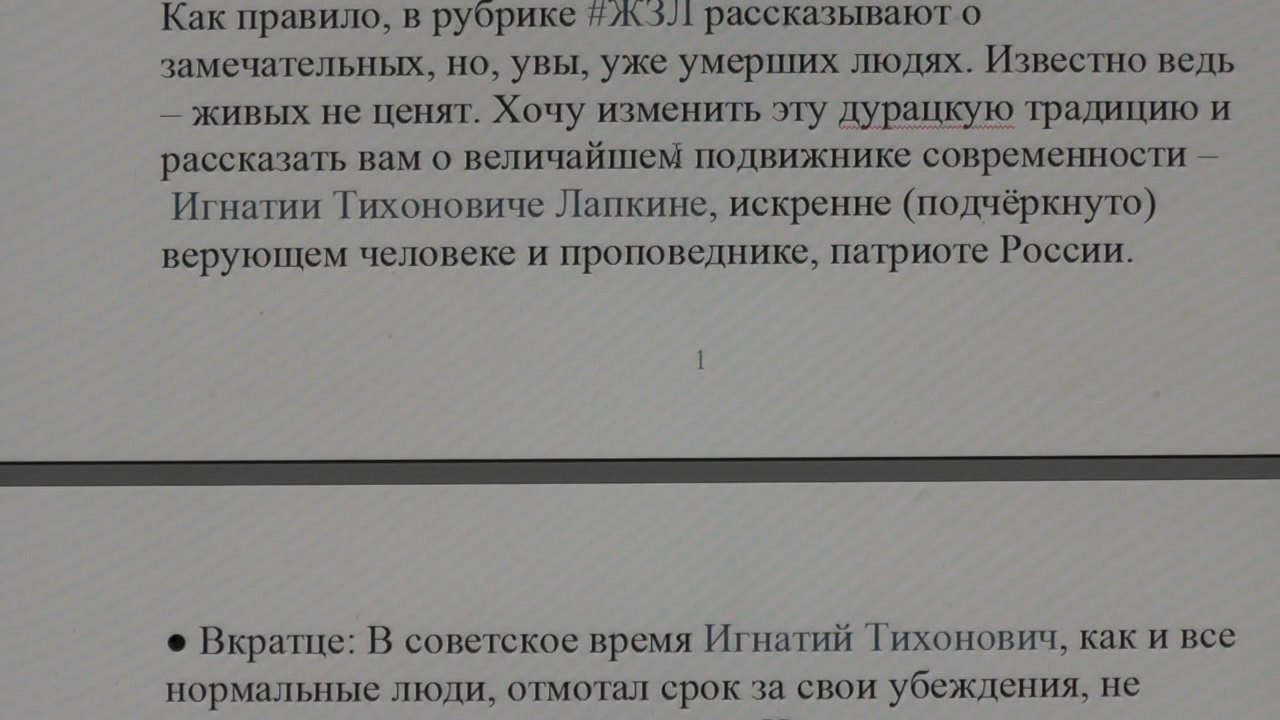 Как правило, в рубрике #ЖЗЛ рассказывают о
замечательных, но, увы, уже умерших людях. Известно ведь
– живых не ценят. Хочу изменить эту дурацкую традицию и
рассказать вам о величайшем подвижнике современности –
Игнатии Тихоновиче Лапкине, искренне (подчёркнуто)
верующем человеке и проповеднике, патриоте России.
1
● Вкратце: В советское время Игнатий Тихонович, как и все
нормальные люди, отмотал срок за свои убеждения, не